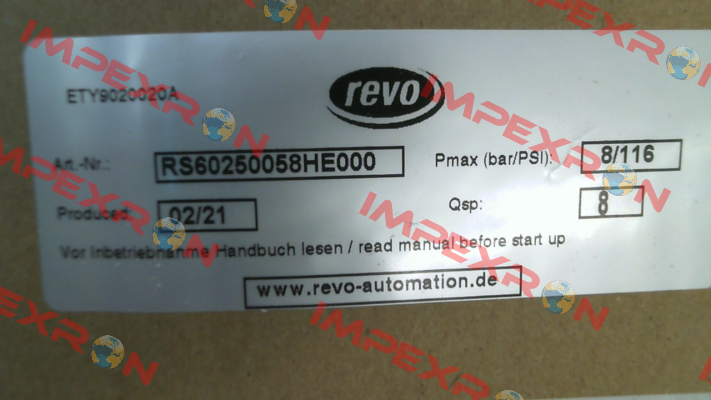 ETY9020020A
revo
Art.-Nr.: RS60250058HE000 Pmax (bar/PSI): 8/116
Produced: 02/21 Qsp: 8
Vor Inbetriebnahme Handbuch lesen / read manual before start up
www.revo-automation.de
IMPEXRON
IMPEXRON
IMPEXRON
IMPEXRON
IMPEXRON